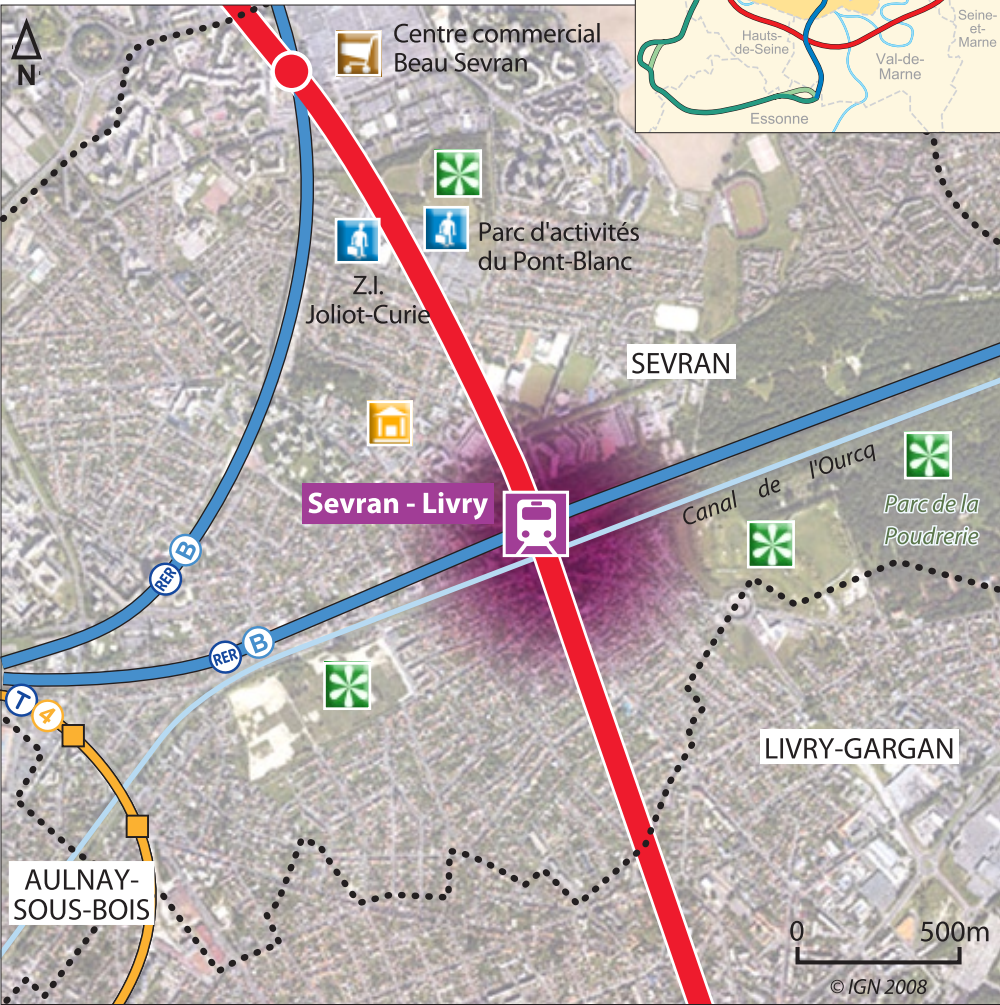 N
Centre commercial
Beau Sevran
Hauts-
de-Seine
Seine-
et-
Marne
Val-de-
Marne
Essonne
Parc d'activités
du Pont-Blanc
Z.I.
Joliot-Curie
SEVRAN
Canal de l'Ourcq
Parc de la
Poudrerie
Sevran - Livry
RER B
RER B
T 4
LIVRY-GARGAN
AULNAY-
SOUS-BOIS
0 500m
© IGN 2008